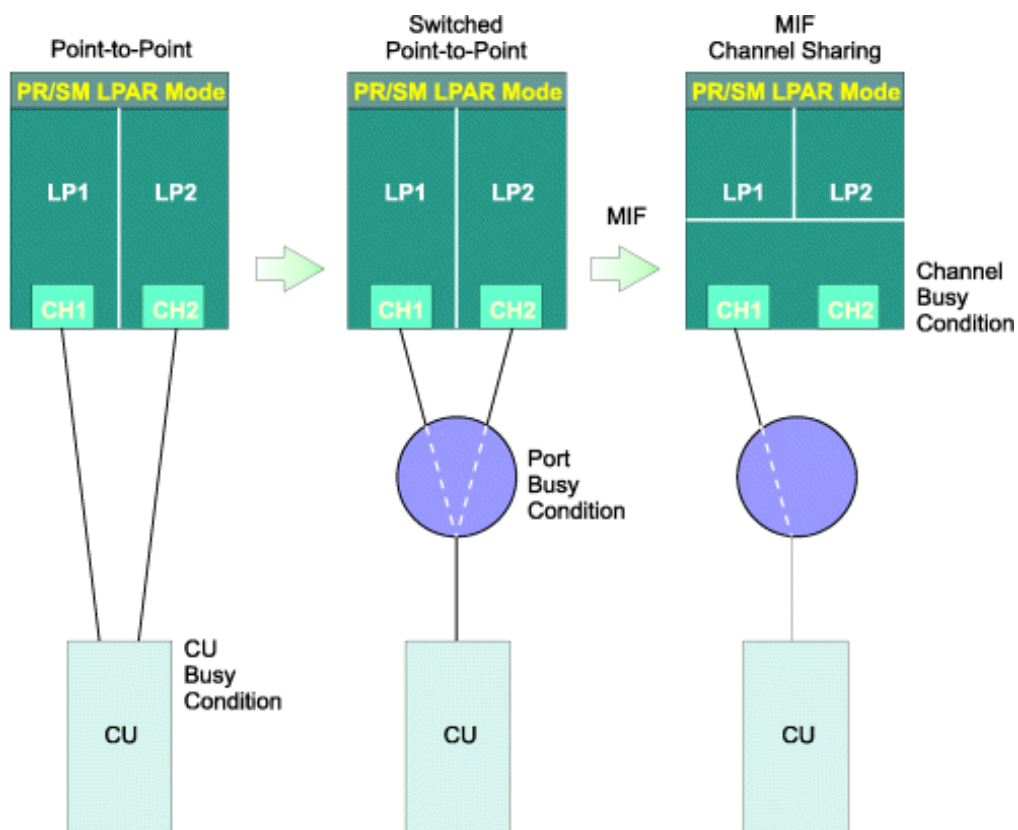 Point-to-Point
PR/SM LPAR Mode
LP1
LP2
CH1
CH2
CU
Busy
Condition
CU
Switched
Point-to-Point
PR/SM LPAR Mode
LP1
LP2
CH1
CH2
Port
Busy
Condition
CU
MIF
MIF
Channel Sharing
PR/SM LPAR Mode
LP1
LP2
CH1
CH2
Channel
Busy
Condition
CU